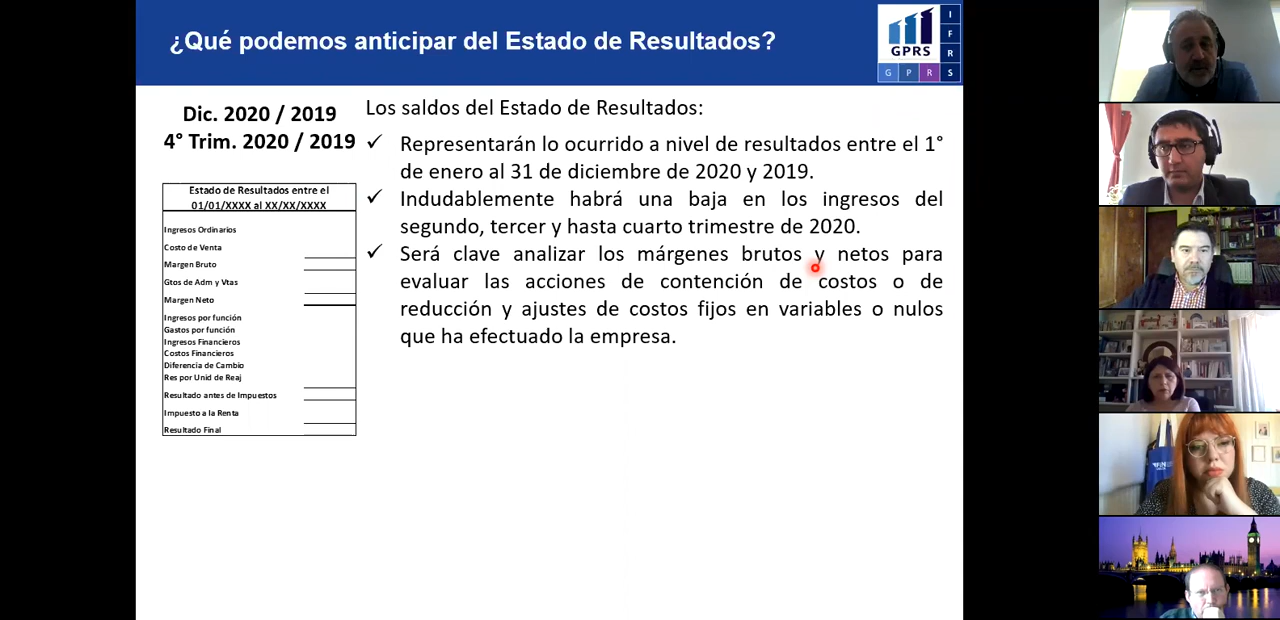 ¿Qué podemos anticipar del Estado de Resultados?
GPRS
I
F
R
G P R S
Dic. 2020 / 2019
4° Trim. 2020 / 2019
Estado de Resultados entre el
01/01/XXXX al XX/XX/XXXX
Ingresos Ordinarios
Costo de Venta
Margen Bruto
Gtos de Adm y Vtas
Margen Neto
Ingresos por función
Gastos por función
Ingresos Financieros
Costos Financieros
Diferencia de Cambio
Res por Unid de Reaj
Resultado antes de Impuestos
Impuesto a la Renta
Resultado Final
Los saldos del Estado de Resultados:
✓ Representarán lo ocurrido a nivel de resultados entre el 1°
de enero al 31 de diciembre de 2020 y 2019.
✓ Indudablemente habrá una baja en los ingresos del
segundo, tercer y hasta cuarto trimestre de 2020.
✓ Será clave analizar los márgenes brutos y netos para
evaluar las acciones de contención de costos o de
reducción y ajustes de costos fijos en variables o nulos
que ha efectuado la empresa.